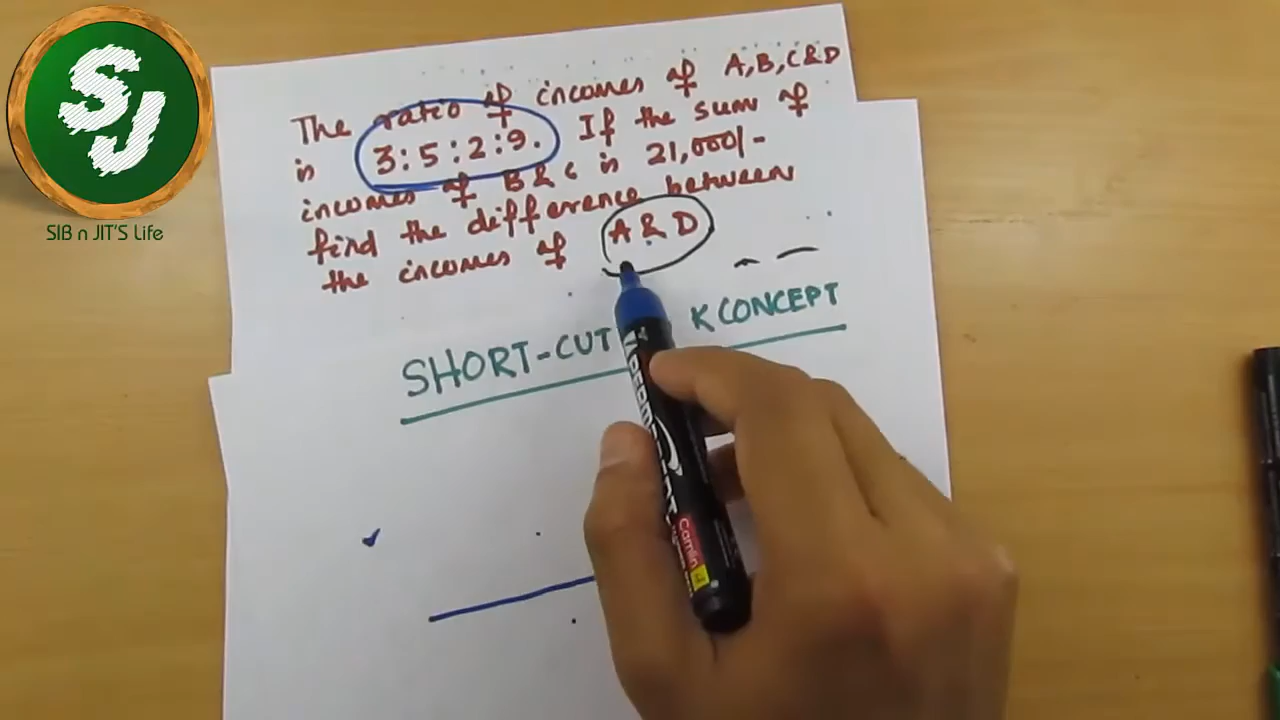 SJ
SIB n JIT'S Life
The ratio of incomes of A, B, C & D
is 3 : 5 : 2 : 9. If the sum of
incomes of B & C is 21,000/-
find the difference between
the incomes of A & D
SHORT-CUT K CONCEPT
Camlin